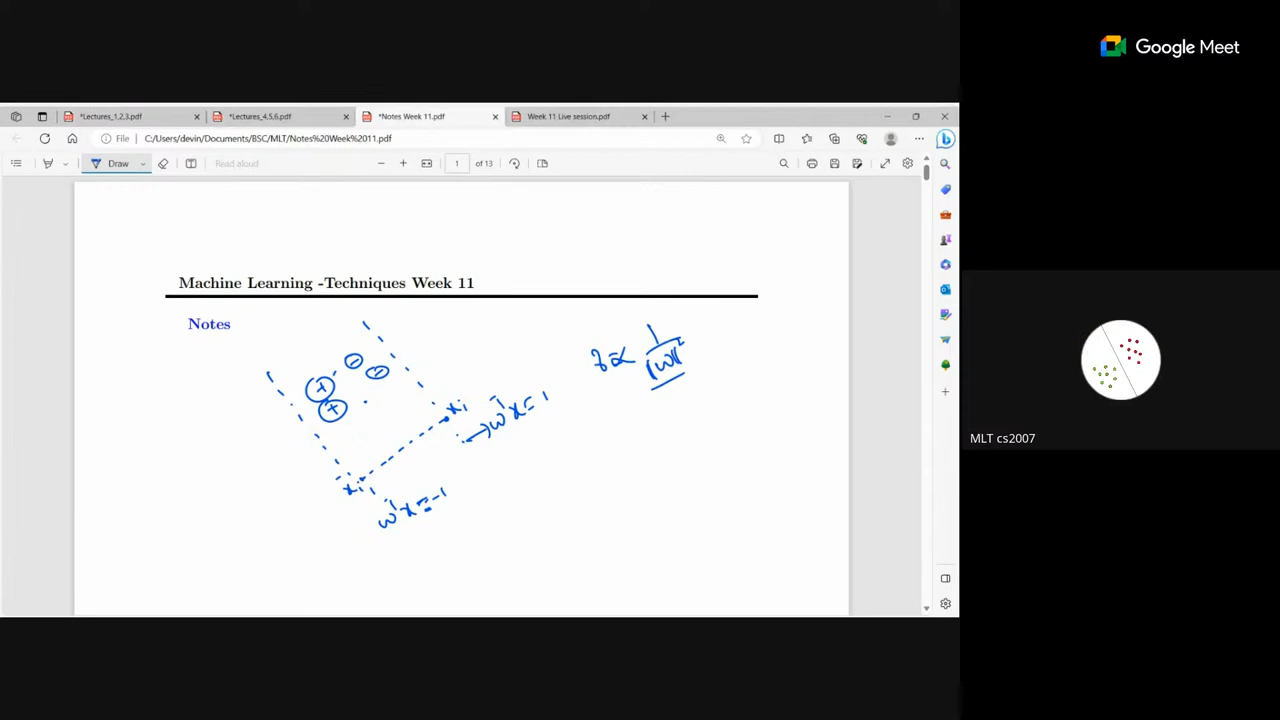 Google Meet
*Lectures_1,2,3.pdf
*Lectures_4,5,6.pdf
*Notes Week 11.pdf
Week 11 Live session.pdf
File
C:/Users/devin/Documents/BSC/MLT/Notes%20Week%2011.pdf
Draw
Read aloud
1 of 13
Machine Learning -Techniques Week 11
Notes
xi
wᵀx = 1
xi₁
wᵀx = -1
MLT cs2007